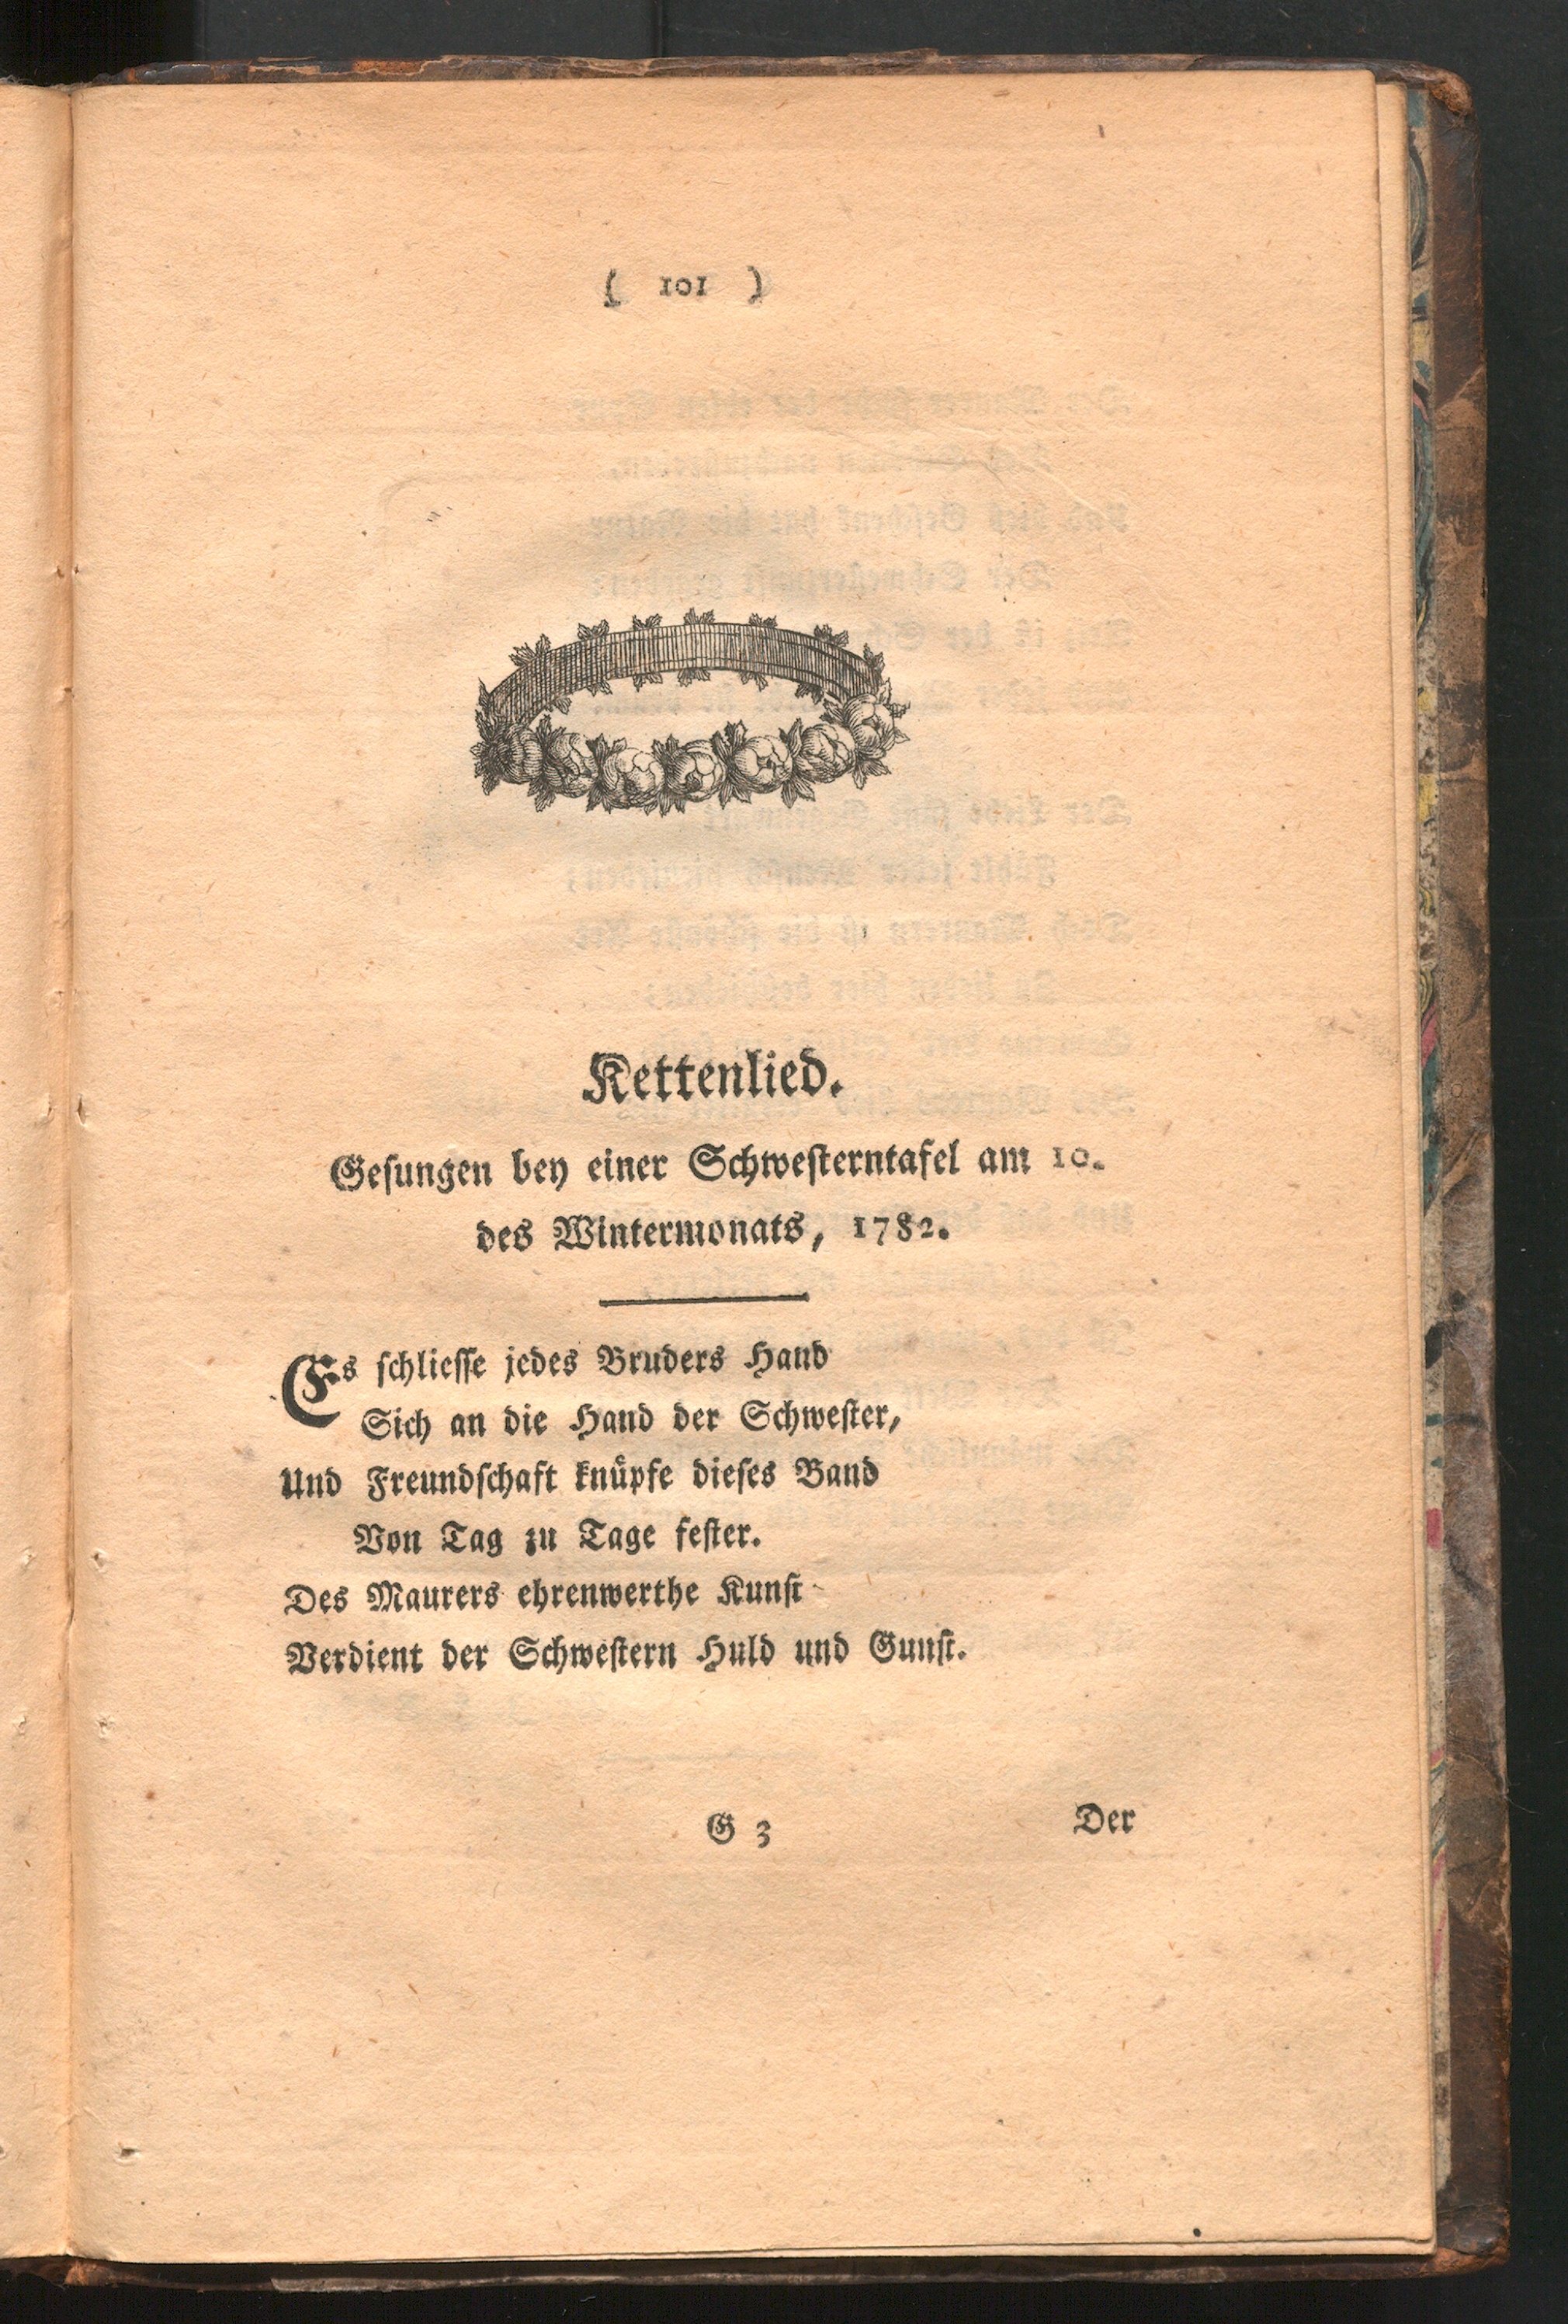 ( 101 )
Kettenlied.
Gesungen bey einer Schwesterntafel am 10.
des Wintermonats, 1782.
Es schliesse jedes Bruders Hand
Sich an die Hand der Schwester,
Und Freundschaft knüpfe dieses Band
Von Tag zu Tage fester.
Des Maurers ehrenwerthe Kunst
Verdient der Schwestern Huld und Gunst.
G 3
Der